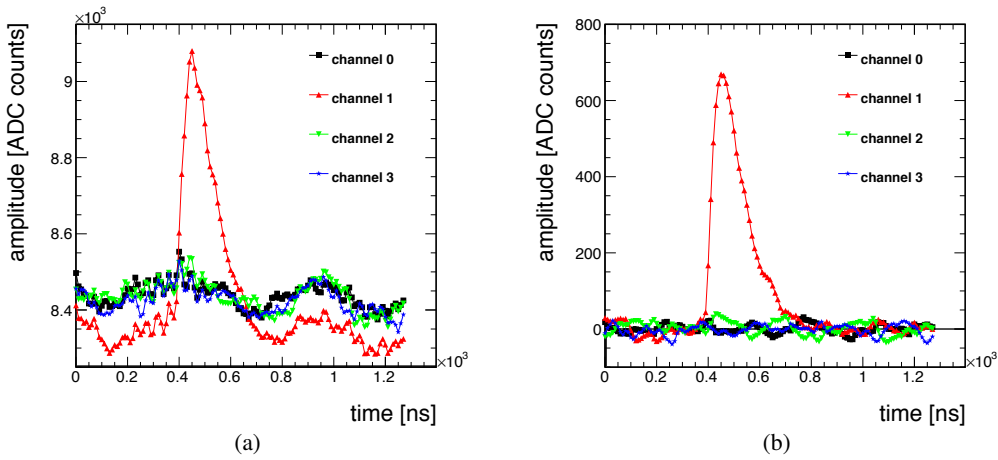 ×10³
amplitude [ADC counts]
9
8.8
8.6
8.4
0 0.2 0.4 0.6 0.8 1 1.2
×10³
time [ns]
channel 0
channel 1
channel 2
channel 3
(a)
amplitude [ADC counts]
800
600
400
200
0
0 0.2 0.4 0.6 0.8 1 1.2
×10³
time [ns]
channel 0
channel 1
channel 2
channel 3
(b)